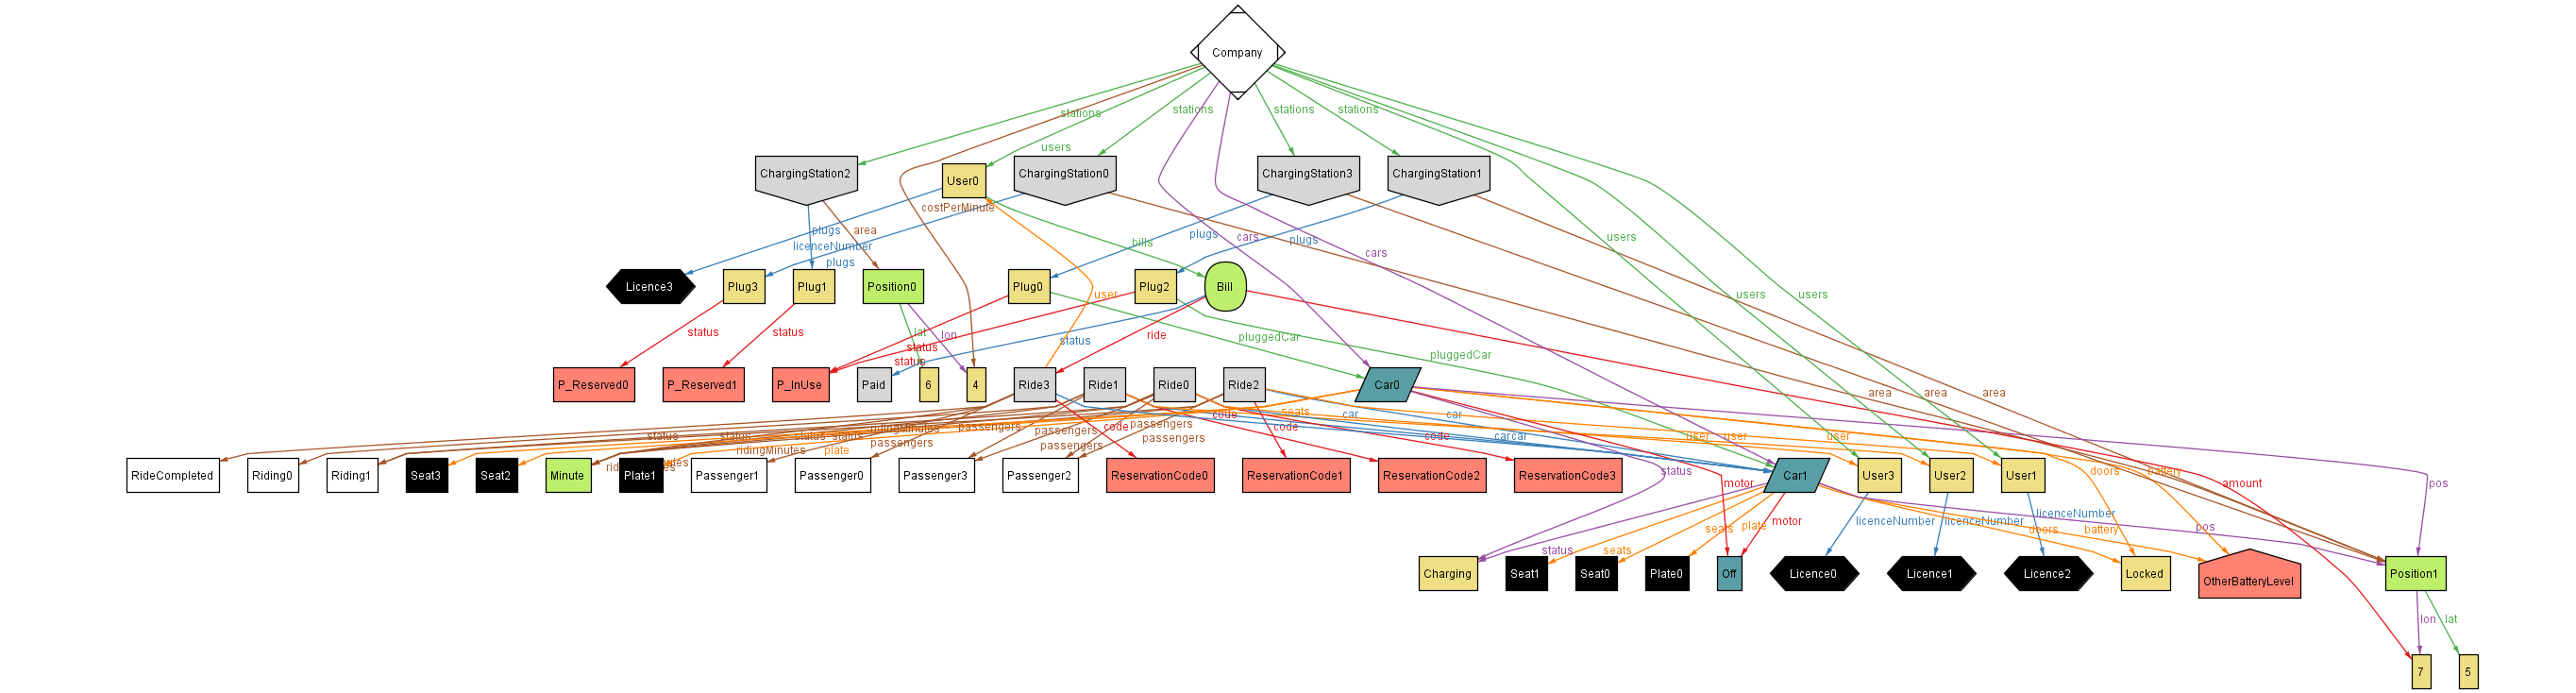 Company
stations
stations
stations
stations
users
ChargingStation2
User0
ChargingStation0
ChargingStation3
ChargingStation1
costPerMinute
plugs
area
licenceNumber
plugs
bills
plugs
plugs
cars
cars
users
users
users
Licence3
Plug3
Plug1
Position0
Plug0
Plug2
Bill
user
status
status
lat
lon
status
status
status
ride
pluggedCar
pluggedCar
area
area
area
P_Reserved0
P_Reserved1
P_InUse
Paid
6
4
Ride3
Ride1
Ride0
Ride2
Car0
status
status
status
status
ridingMinutes
passengers
passengers
code
passengers
passengers
passengers
passengers
code
seats
code
car
code
car
car
car
user
user
user
doors
battery
plate
ridingMinutes
RideCompleted
Riding0
Riding1
Seat3
Seat2
Minute
Plate1
Passenger1
Passenger0
Passenger3
Passenger2
ReservationCode0
ReservationCode1
ReservationCode2
ReservationCode3
status
motor
Car1
User3
User2
User1
amount
pos
status
seats
seats
plate
motor
licenceNumber
licenceNumber
licenceNumber
doors
battery
pos
Charging
Seat1
Seat0
Plate0
Off
Licence0
Licence1
Licence2
Locked
OtherBatteryLevel
Position1
lon
lat
7
5